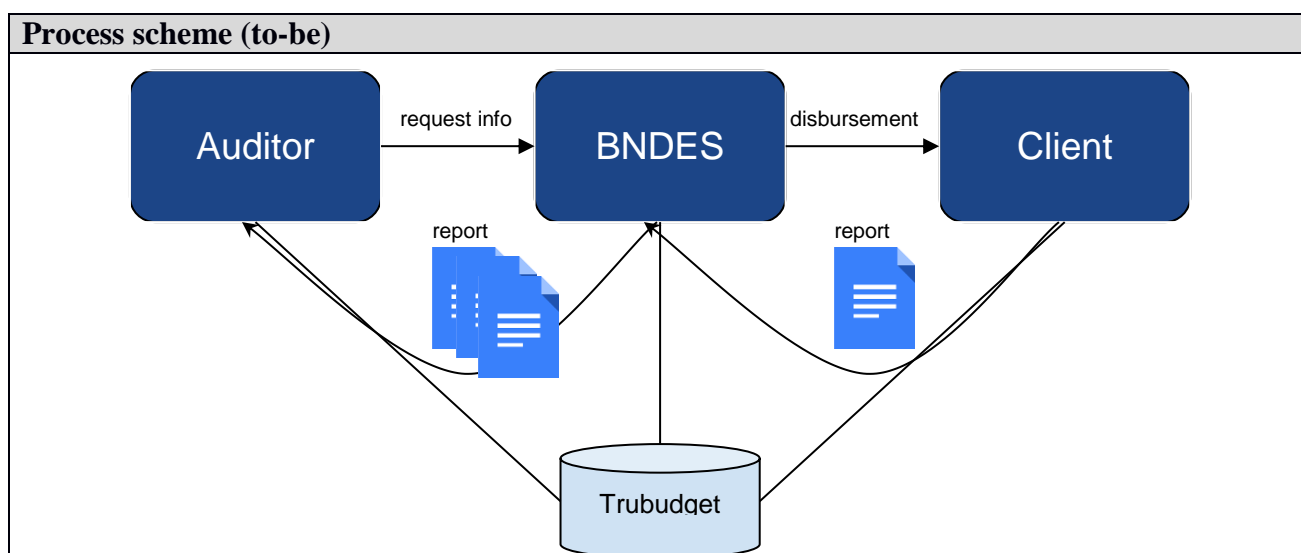 Process scheme (to-be)
request info
disbursement
Auditor
BNDES
Client
report
report
Trubudget